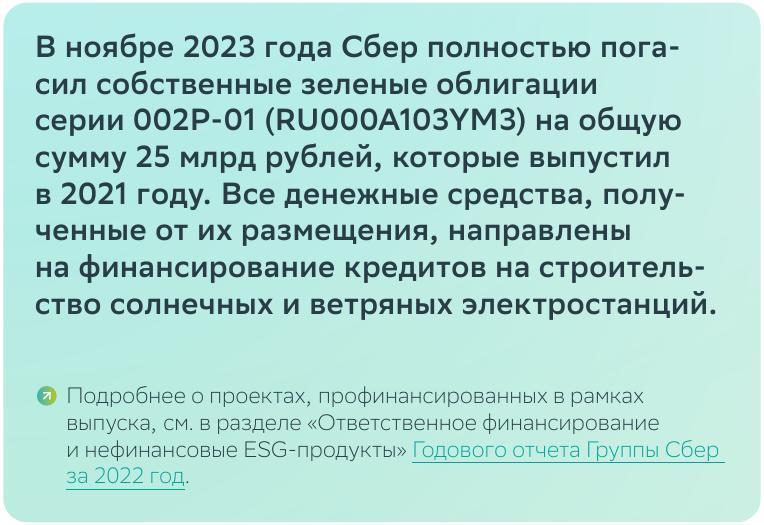 В ноябре 2023 года Сбер полностью пога-
сил собственные зеленые облигации
серии 002Р-01 (RU000A103YM3) на общую
сумму 25 млрд рублей, которые выпустил
в 2021 году. Все денежные средства, полу-
ченные от их размещения, направлены
на финансирование кредитов на строитель-
ство солнечных и ветряных электростанций.
Подробнее о проектах, профинансированных в рамках
выпуска, см. в разделе «Ответственное финансирование
и нефинансовые ESG-продукты» Годового отчета Группы Сбер
за 2022 год.